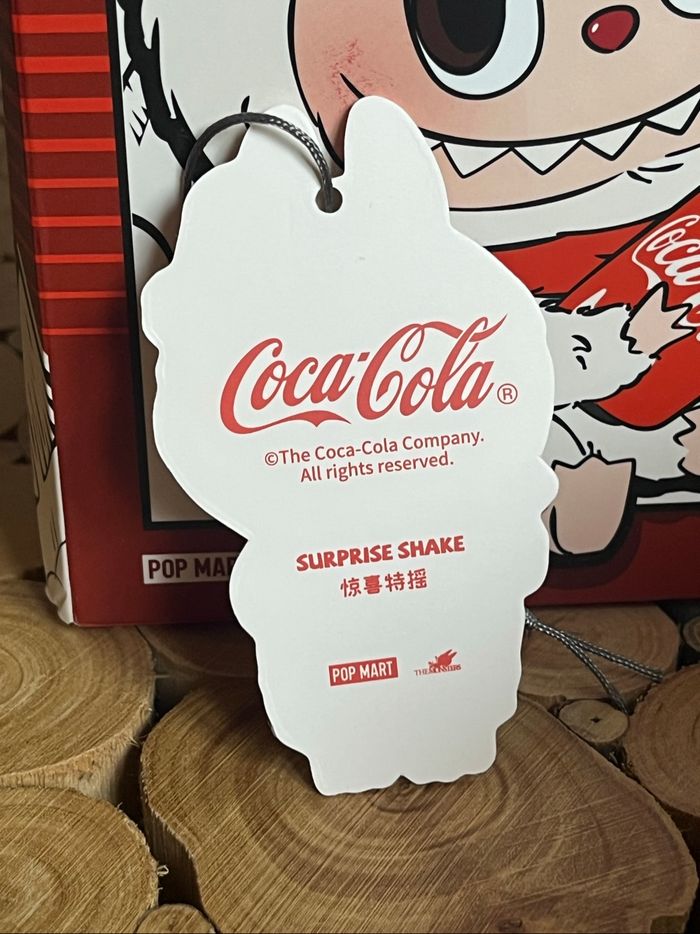 Coca-Cola®
©The Coca-Cola Company.
All rights reserved.
SURPRISE SHAKE
惊喜特摇
POP MART
THE MONSTERS
POP MAR
Coca